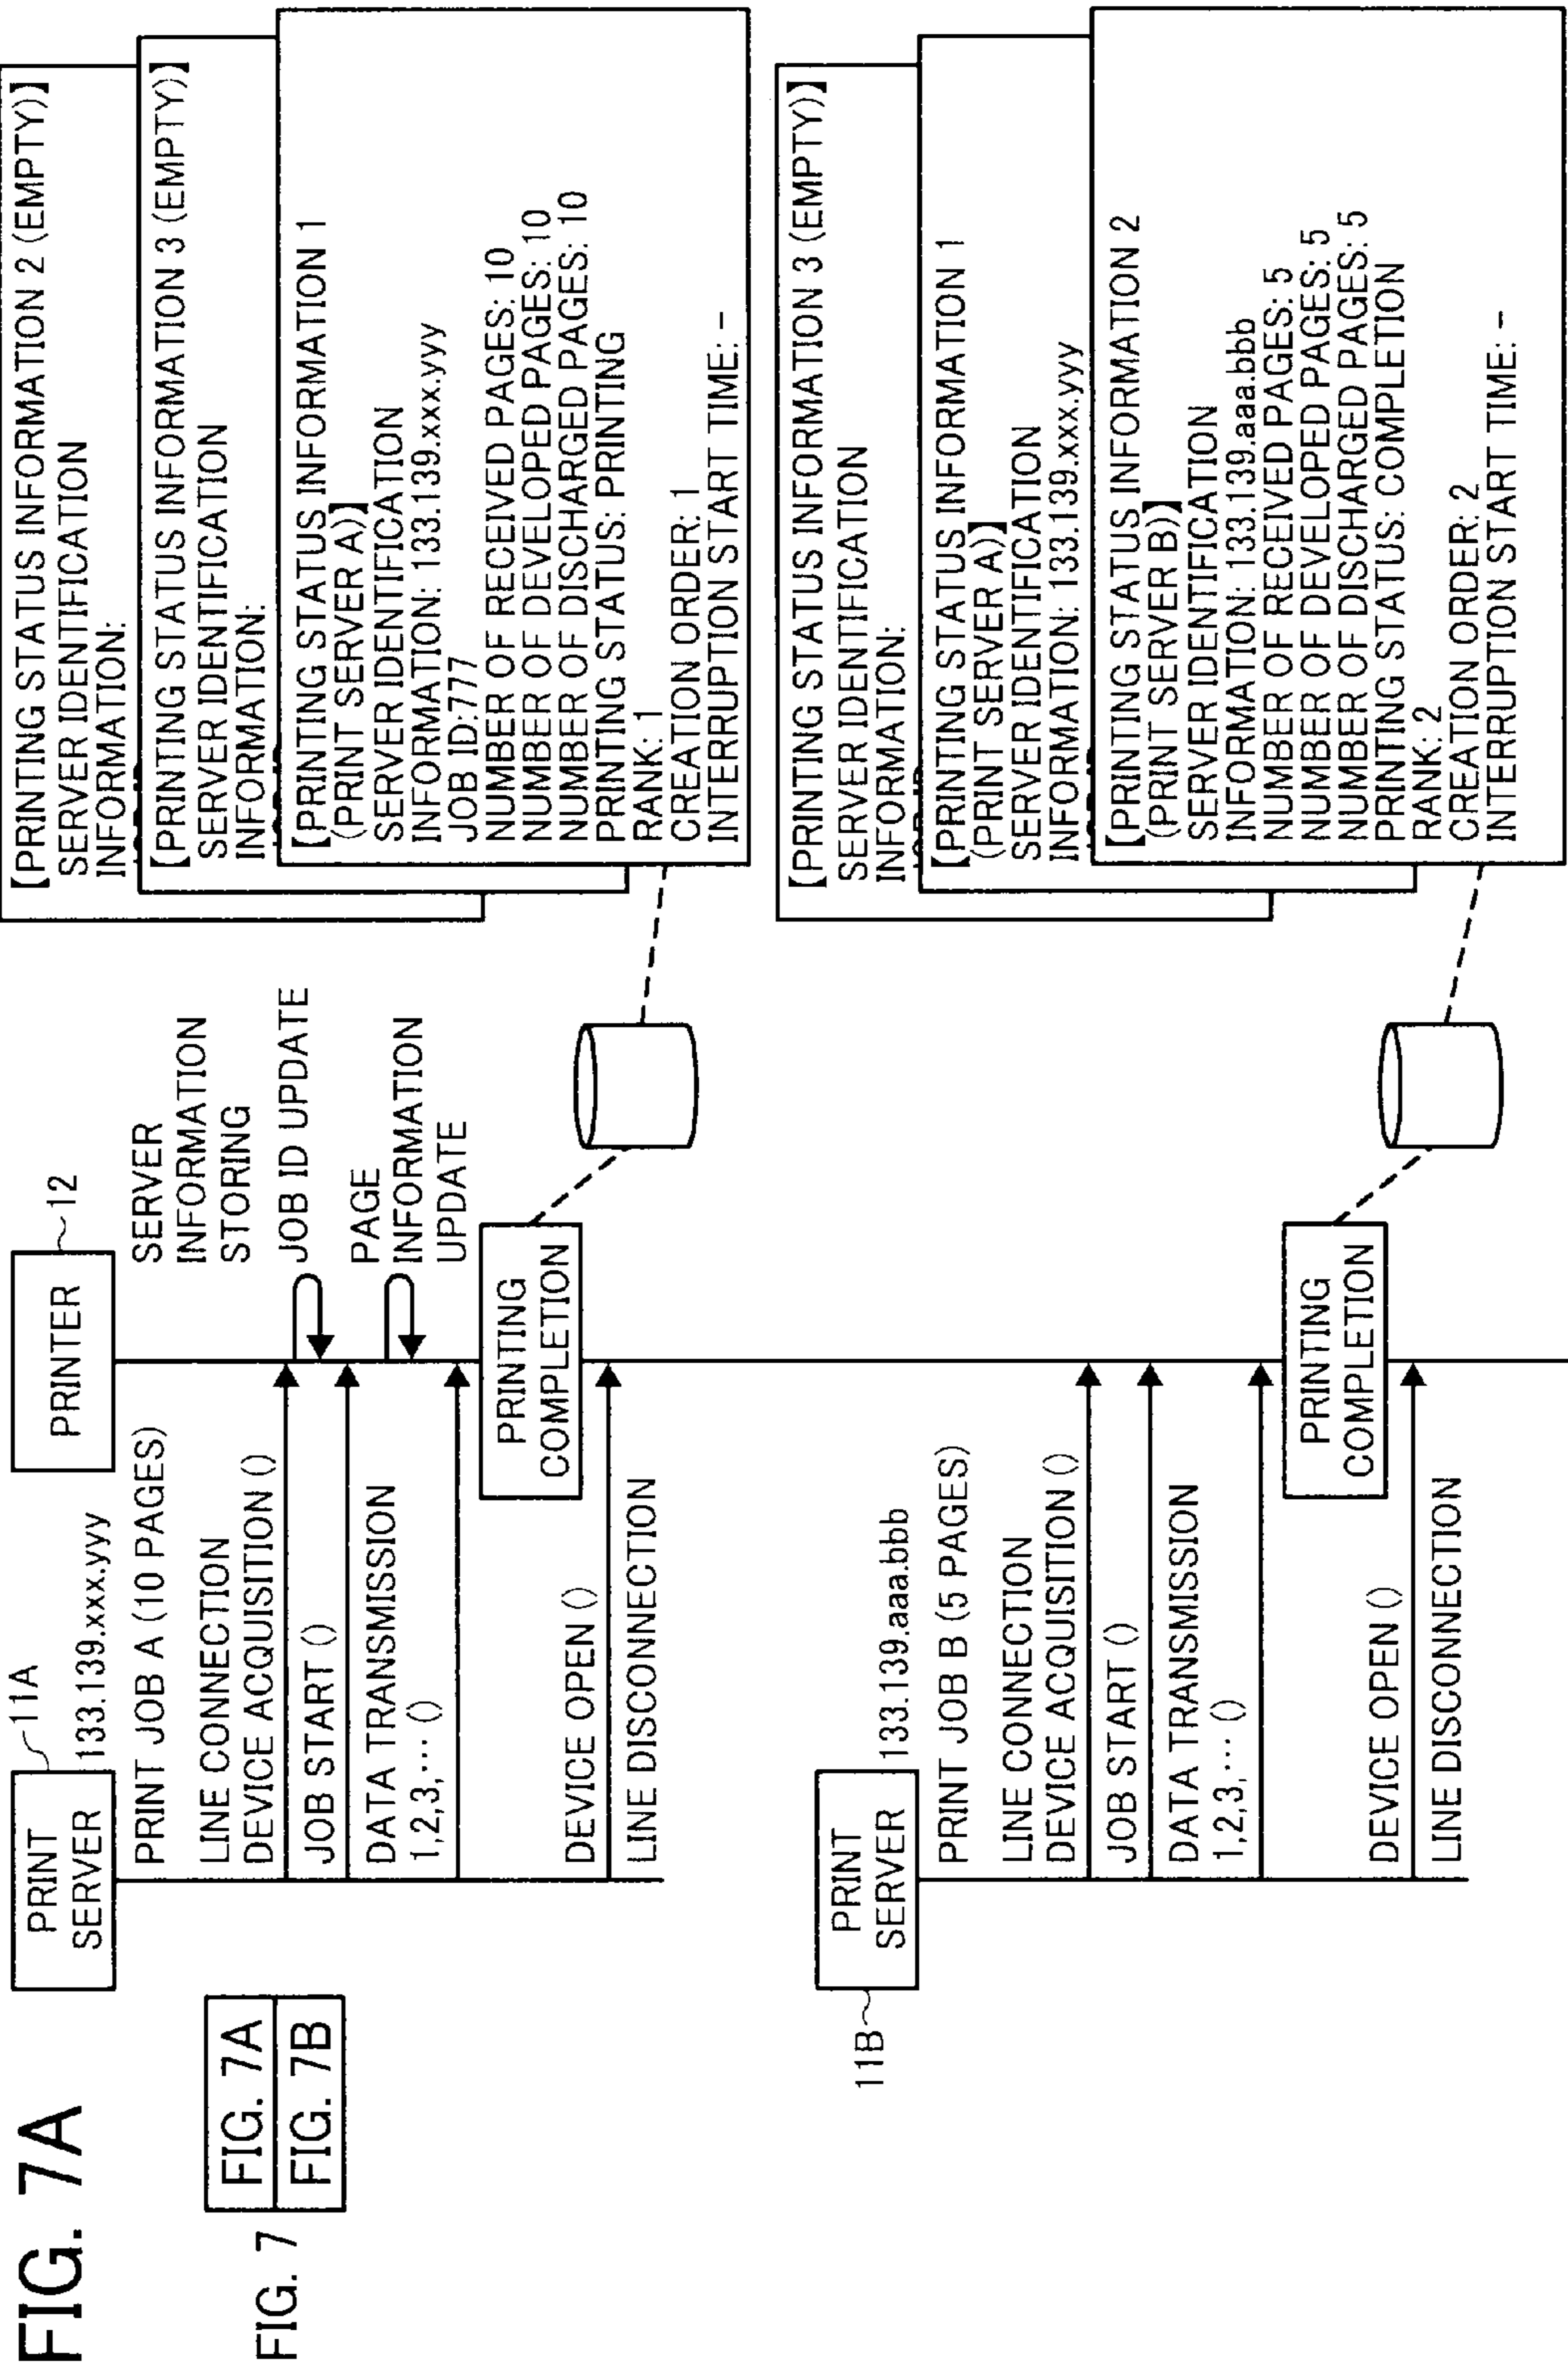 FIG. 7A
FIG. 7
FIG. 7A
FIG. 7B
PRINT
SERVER
11A
133.139.xxx.yyy
PRINTER
12
PRINT JOB A (10 PAGES)
LINE CONNECTION
DEVICE ACQUISITION ()
JOB START ()
DATA TRANSMISSION
1,2,3,··· ()
DEVICE OPEN ()
LINE DISCONNECTION
SERVER
INFORMATION
STORING
JOB ID UPDATE
PAGE
INFORMATION
UPDATE
PRINTING
COMPLETION
【PRINTING STATUS INFORMATION 2 (EMPTY)】
SERVER IDENTIFICATION
INFORMATION:
【PRINTING STATUS INFORMATION 3 (EMPTY)】
SERVER IDENTIFICATION
INFORMATION:
【PRINTING STATUS INFORMATION 1
(PRINT SERVER A)】
SERVER IDENTIFICATION
INFORMATION: 133.139.xxx.yyy
JOB ID:777
NUMBER OF RECEIVED PAGES: 10
NUMBER OF DEVELOPED PAGES: 10
NUMBER OF DISCHARGED PAGES: 10
PRINTING STATUS: PRINTING
RANK: 1
CREATION ORDER: 1
INTERRUPTION START TIME: -
11B
PRINT
SERVER
133.139.aaa.bbb
PRINT JOB B (5 PAGES)
LINE CONNECTION
DEVICE ACQUISITION ()
JOB START ()
DATA TRANSMISSION
1,2,3,··· ()
DEVICE OPEN ()
LINE DISCONNECTION
PRINTING
COMPLETION
【PRINTING STATUS INFORMATION 3 (EMPTY)】
SERVER IDENTIFICATION
INFORMATION:
【PRINTING STATUS INFORMATION 1
(PRINT SERVER A)】
SERVER IDENTIFICATION
INFORMATION: 133.139.xxx.yyy
【PRINTING STATUS INFORMATION 2
(PRINT SERVER B)】
SERVER IDENTIFICATION
INFORMATION: 133.139.aaa.bbb
NUMBER OF RECEIVED PAGES: 5
NUMBER OF DEVELOPED PAGES: 5
NUMBER OF DISCHARGED PAGES: 5
PRINTING STATUS: COMPLETION
RANK: 2
CREATION ORDER: 2
INTERRUPTION START TIME: -